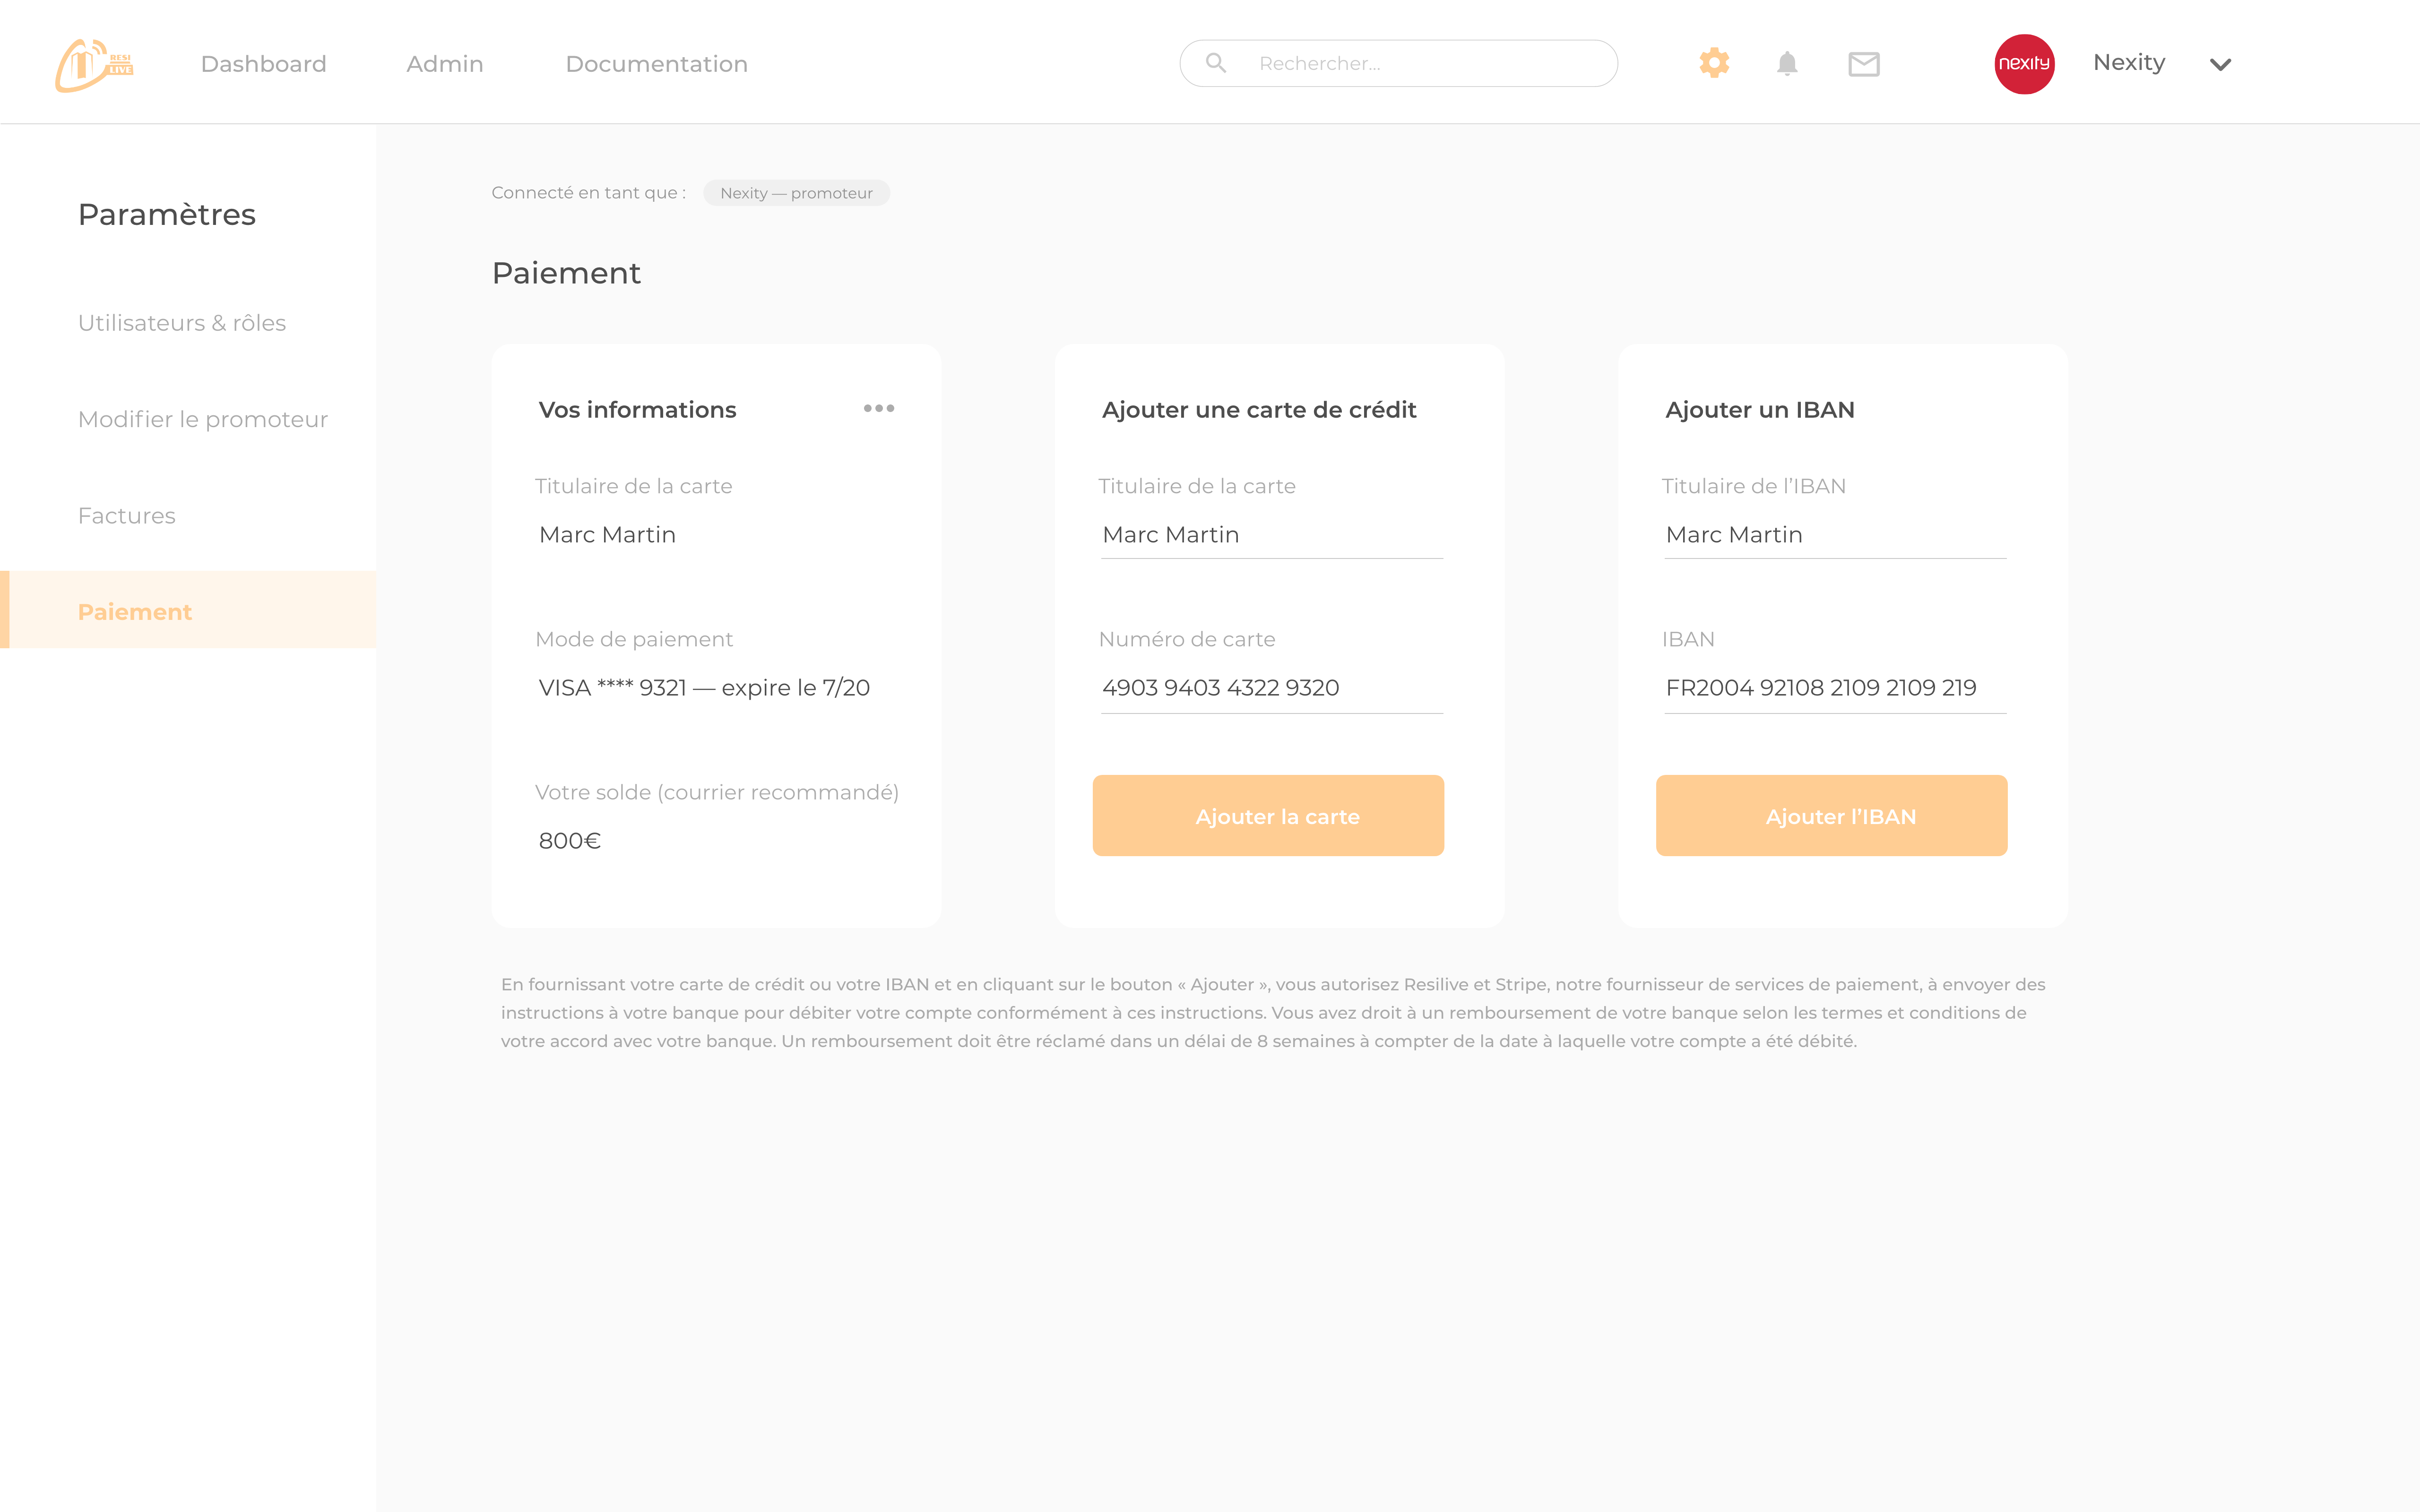 RESI
LIVE
Dashboard
Admin
Documentation
Rechercher...
nexity
Nexity
Paramètres
Utilisateurs & rôles
Modifier le promoteur
Factures
Paiement
Connecté en tant que :
Nexity — promoteur
Paiement
Vos informations
Titulaire de la carte
Marc Martin
Mode de paiement
VISA **** 9321 — expire le 7/20
Votre solde (courrier recommandé)
800€
Ajouter une carte de crédit
Titulaire de la carte
Marc Martin
Numéro de carte
4903 9403 4322 9320
Ajouter la carte
Ajouter un IBAN
Titulaire de l’IBAN
Marc Martin
IBAN
FR2004 92108 2109 2109 219
Ajouter l’IBAN
En fournissant votre carte de crédit ou votre IBAN et en cliquant sur le bouton « Ajouter », vous autorisez Resilive et Stripe, notre fournisseur de services de paiement, à envoyer des
instructions à votre banque pour débiter votre compte conformément à ces instructions. Vous avez droit à un remboursement de votre banque selon les termes et conditions de
votre accord avec votre banque. Un remboursement doit être réclamé dans un délai de 8 semaines à compter de la date à laquelle votre compte a été débité.